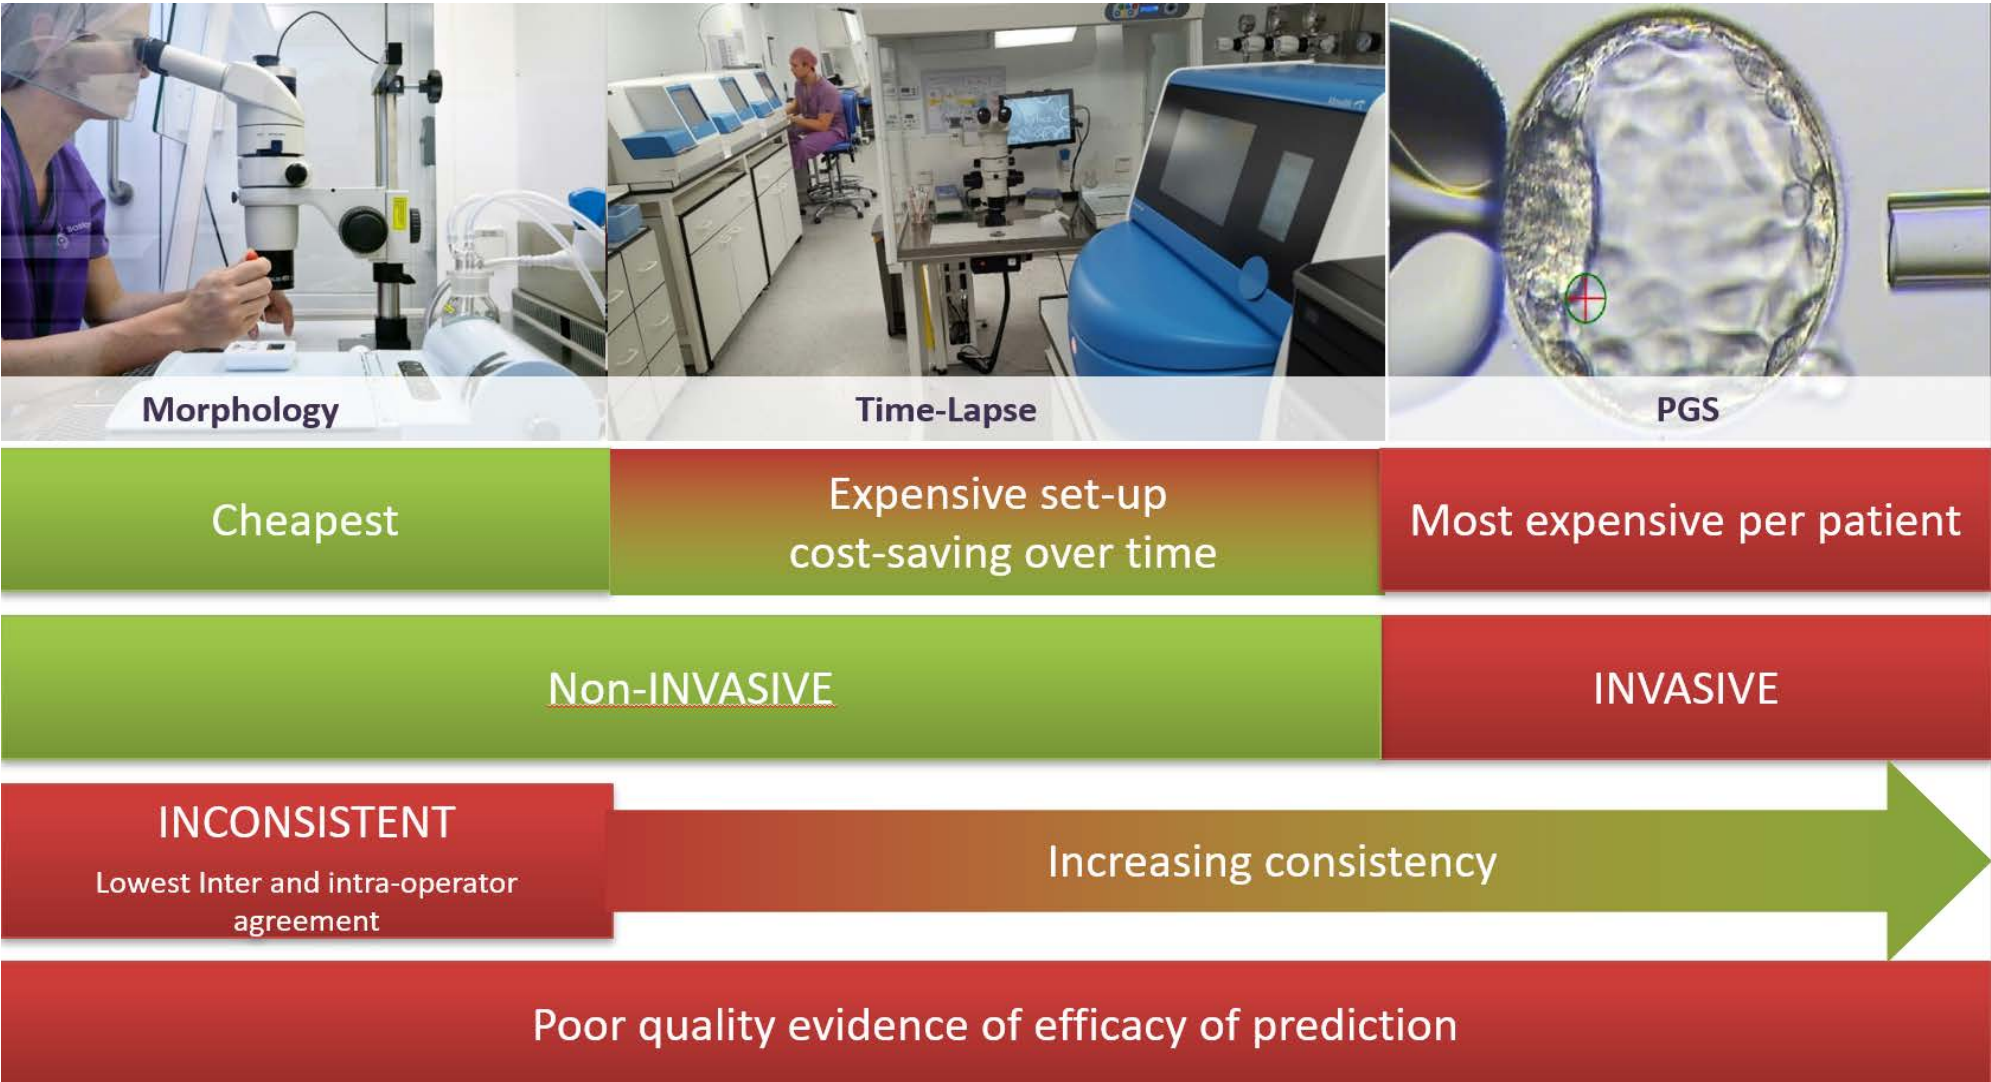 Morphology
Time-Lapse
PGS
Cheapest
Expensive set-up
cost-saving over time
Most expensive per patient
Non-INVASIVE
INVASIVE
INCONSISTENT
Lowest Inter and intra-operator
agreement
Increasing consistency
Poor quality evidence of efficacy of prediction